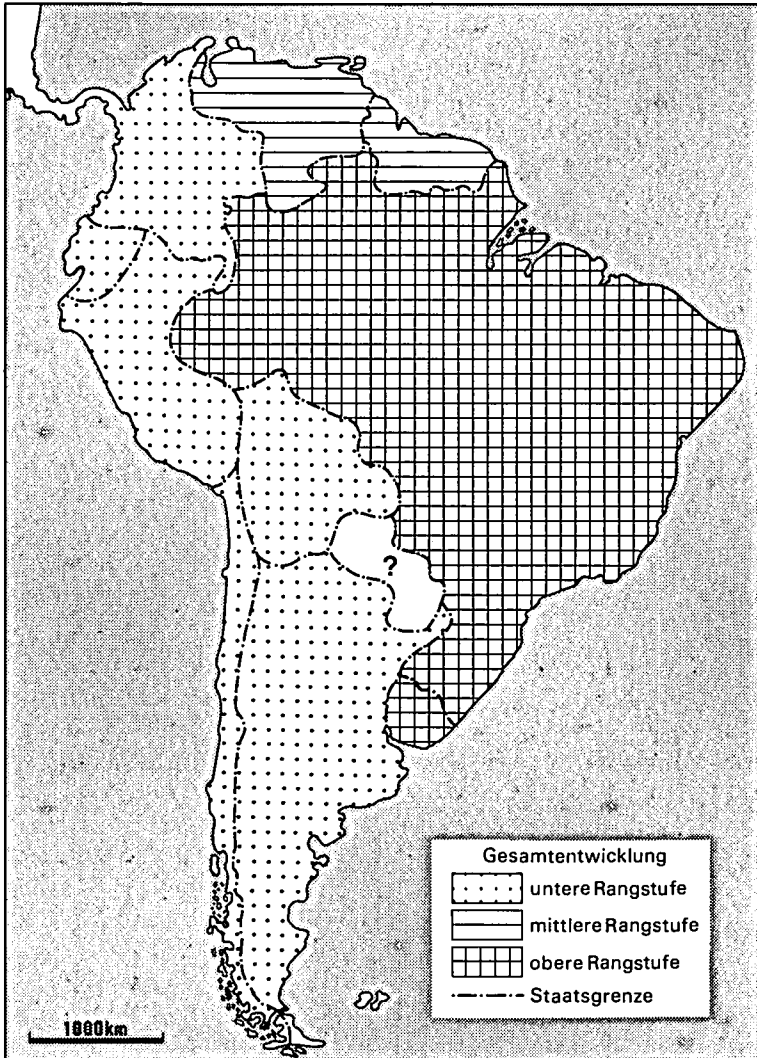 ?
Gesamtentwicklung
untere Rangstufe
mittlere Rangstufe
obere Rangstufe
Staatsgrenze
1000km